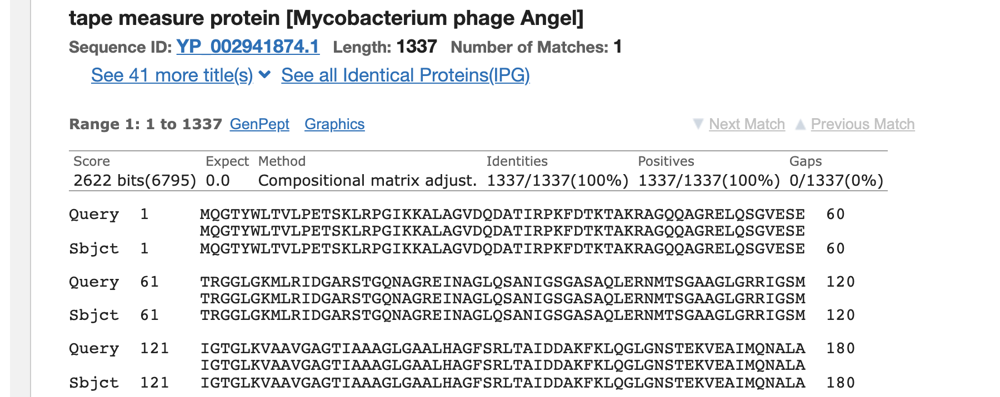 tape measure protein [Mycobacterium phage Angel]
Sequence ID: YP_002941874.1 Length: 1337 Number of Matches: 1
See 41 more title(s) See all Identical Proteins(IPG)
Range 1: 1 to 1337 GenPept Graphics Next Match Previous Match
Score Expect Method Identities Positives Gaps
2622 bits(6795) 0.0 Compositional matrix adjust. 1337/1337(100%) 1337/1337(100%) 0/1337(0%)
Query 1 MQGTYWLTVLPETSKLRPGIKKALAGVDQDATIRPKFDTKTAKRAGQQAGRELQSGVESE 60
MQGTYWLTVLPETSKLRPGIKKALAGVDQDATIRPKFDTKTAKRAGQQAGRELQSGVESE
Sbjct 1 MQGTYWLTVLPETSKLRPGIKKALAGVDQDATIRPKFDTKTAKRAGQQAGRELQSGVESE 60
Query 61 TRGGLGKMLRIDGARSTGQNAGREINAGLQSANIGSGASAQLERNMTSGAAGLGRRIGSM 120
TRGGLGKMLRIDGARSTGQNAGREINAGLQSANIGSGASAQLERNMTSGAAGLGRRIGSM
Sbjct 61 TRGGLGKMLRIDGARSTGQNAGREINAGLQSANIGSGASAQLERNMTSGAAGLGRRIGSM 120
Query 121 IGTGLKVAAVGAGTIAAAGLGAALHAGFSRLTAIDDAKFKLQGLGNSTEKVEAIMQNALA 180
IGTGLKVAAVGAGTIAAAGLGAALHAGFSRLTAIDDAKFKLQGLGNSTEKVEAIMQNALA
Sbjct 121 IGTGLKVAAVGAGTIAAAGLGAALHAGFSRLTAIDDAKFKLQGLGNSTEKVEAIMQNALA 180